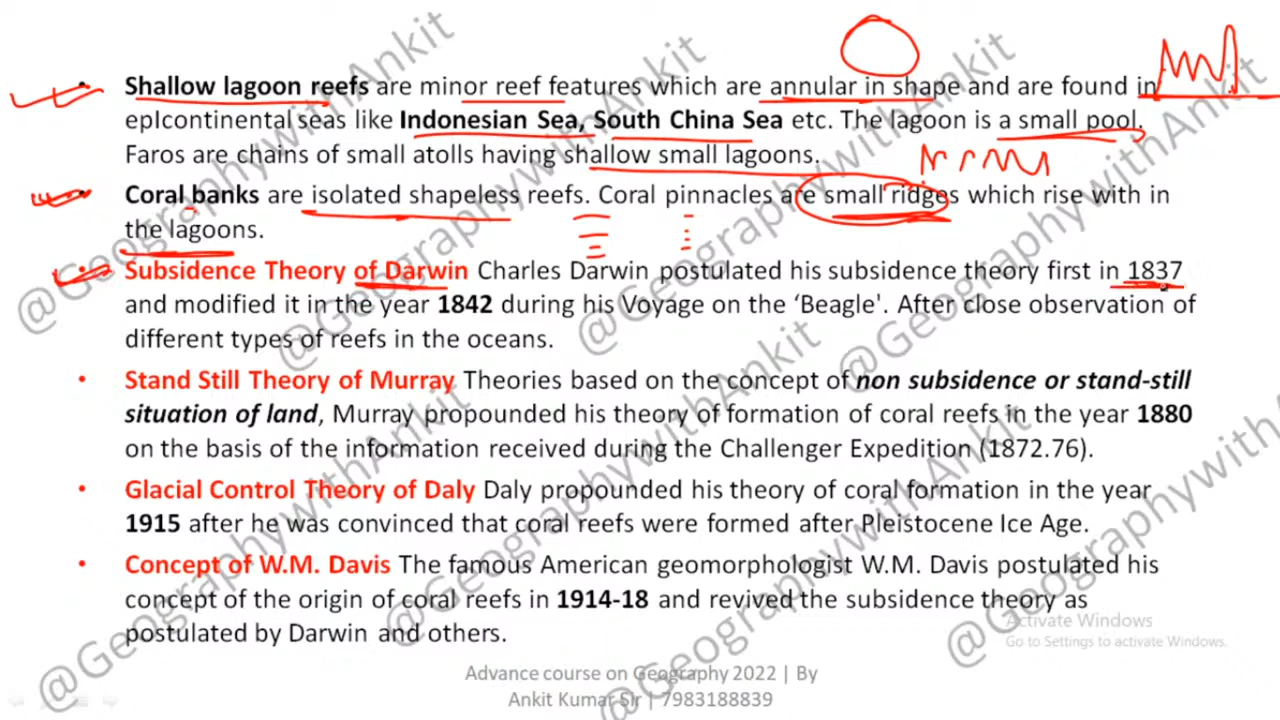 • Shallow lagoon reefs are minor reef features which are annular in shape and are found in
epIcontinental seas like Indonesian Sea, South China Sea etc. The lagoon is a small pool.
Faros are chains of small atolls having shallow small lagoons.
• Coral banks are isolated shapeless reefs. Coral pinnacles are small ridges which rise with in
the lagoons.
• Subsidence Theory of Darwin Charles Darwin postulated his subsidence theory first in 1837
and modified it in the year 1842 during his Voyage on the ‘Beagle'. After close observation of
different types of reefs in the oceans.
• Stand Still Theory of Murray Theories based on the concept of non subsidence or stand-still
situation of land, Murray propounded his theory of formation of coral reefs in the year 1880
on the basis of the information received during the Challenger Expedition (1872.76).
• Glacial Control Theory of Daly Daly propounded his theory of coral formation in the year
1915 after he was convinced that coral reefs were formed after Pleistocene Ice Age.
• Concept of W.M. Davis The famous American geomorphologist W.M. Davis postulated his
concept of the origin of coral reefs in 1914-18 and revived the subsidence theory as
postulated by Darwin and others.
Activate Windows
Go to Settings to activate Windows.
Advance course on Geography 2022 | By
Ankit Kumar Sir | 7983188839
@GeographywithAnkit
@GeographywithAnkit
@GeographywithAnkit
@GeographywithAnkit
@GeographywithAnkit
@GeographywithAnkit
@GeographywithAnkit
@GeographywithAnkit